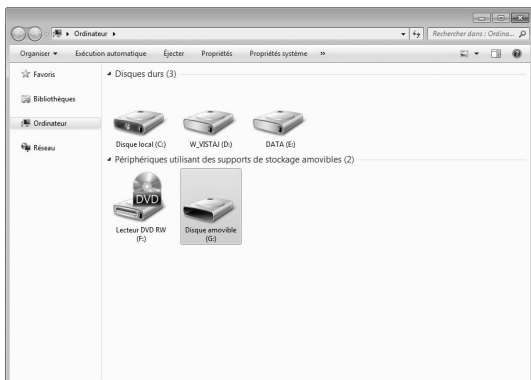 Ordinateur
Rechercher dans : Ordina...
Organiser Exécution automatique Éjecter Propriétés Propriétés système »
Favoris
Bibliothèques
Ordinateur
Réseau
Disques durs (3)
Disque local (C:) W_VISTAJ (D:) DATA (E:)
Périphériques utilisant des supports de stockage amovibles (2)
DVD
Lecteur DVD RW Disque amovible
(F:) (G:)